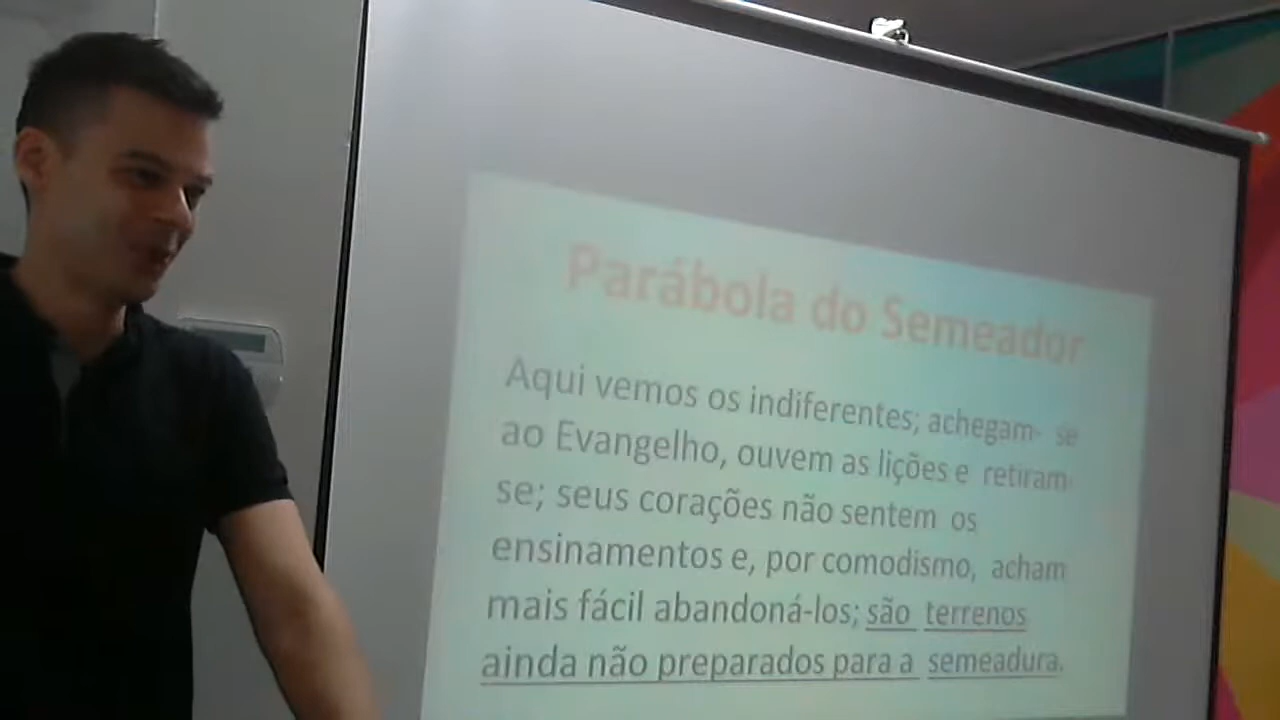 Parábola do Semeador
Aqui vemos os indiferentes; achegam- se
ao Evangelho, ouvem as lições e retiram-
se; seus corações não sentem os
ensinamentos e, por comodismo, acham
mais fácil abandoná-los; são terrenos
ainda não preparados para a semeadura.